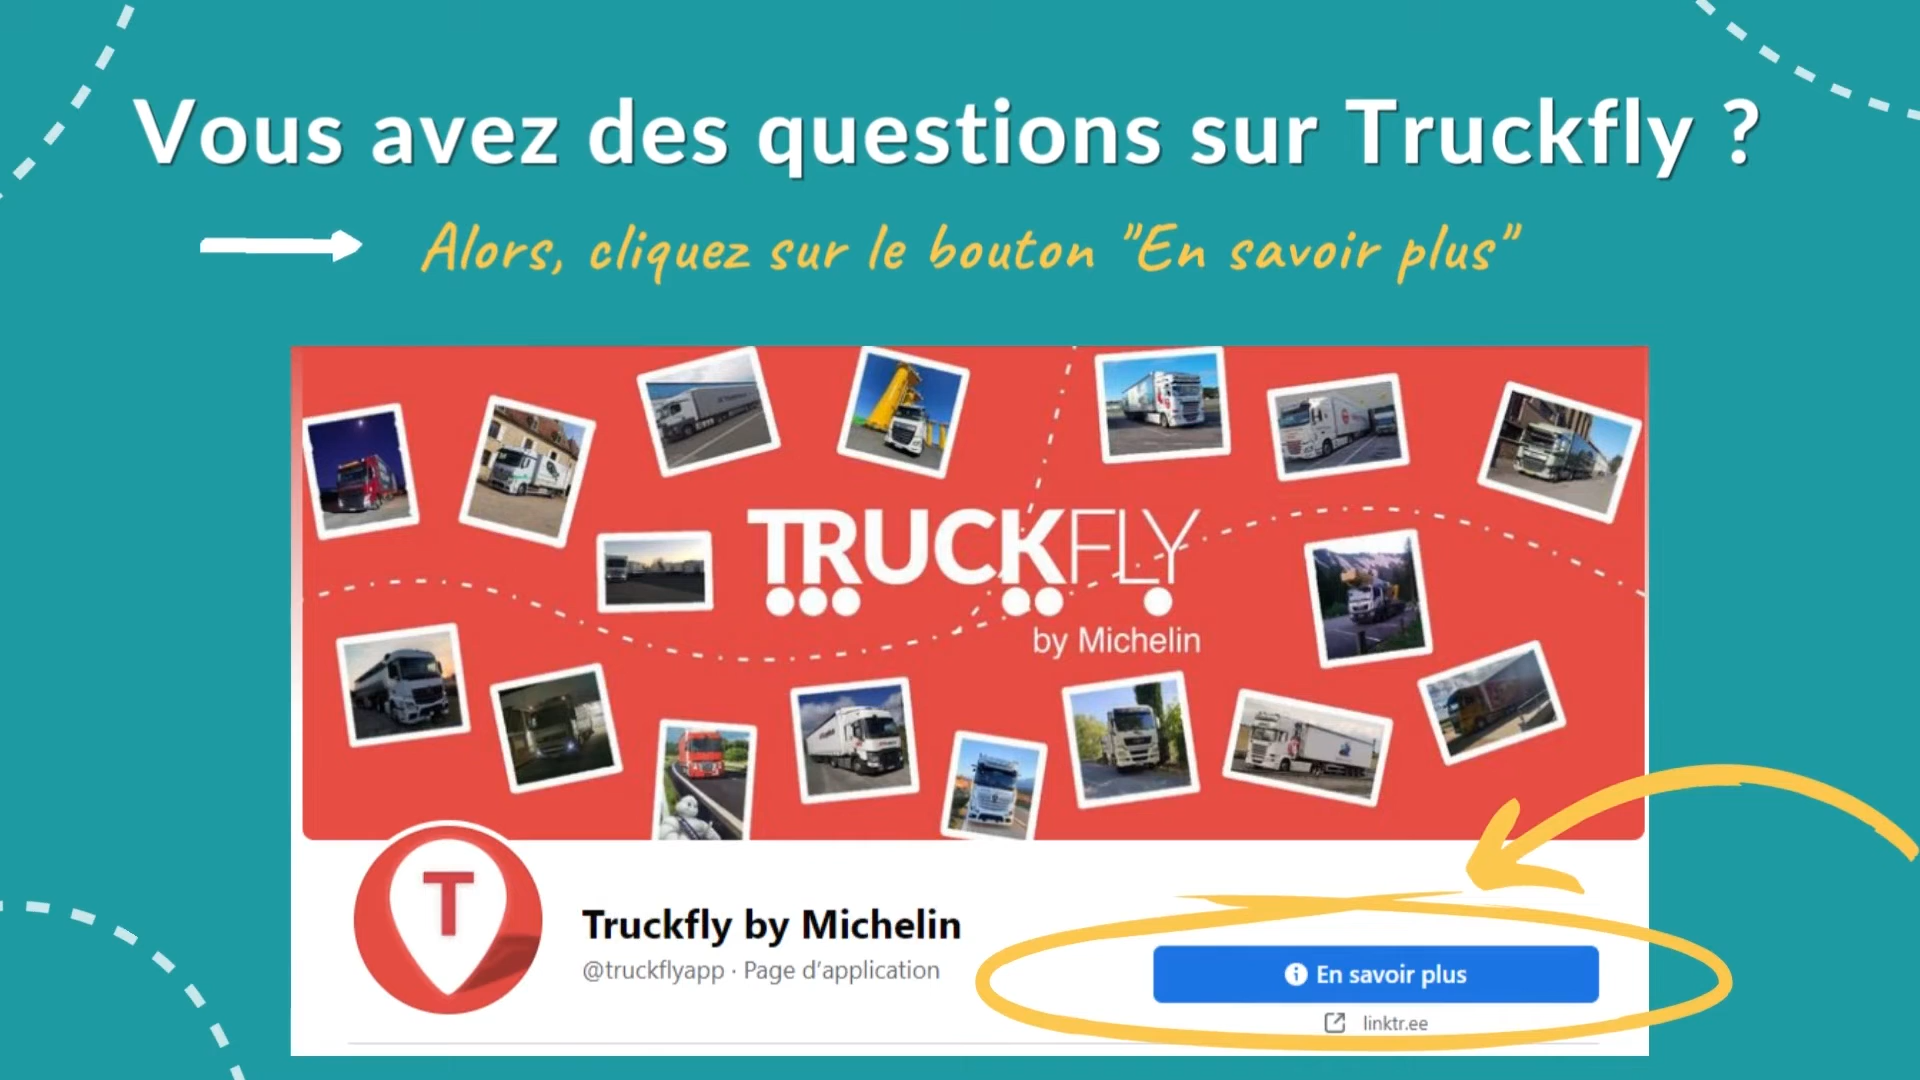 Vous avez des questions sur Truckfly ?
Alors, cliquez sur le bouton "En savoir plus"
TRUCKFLY
by Michelin
T
Truckfly by Michelin
@truckflyapp · Page d'application
En savoir plus
linktr.ee